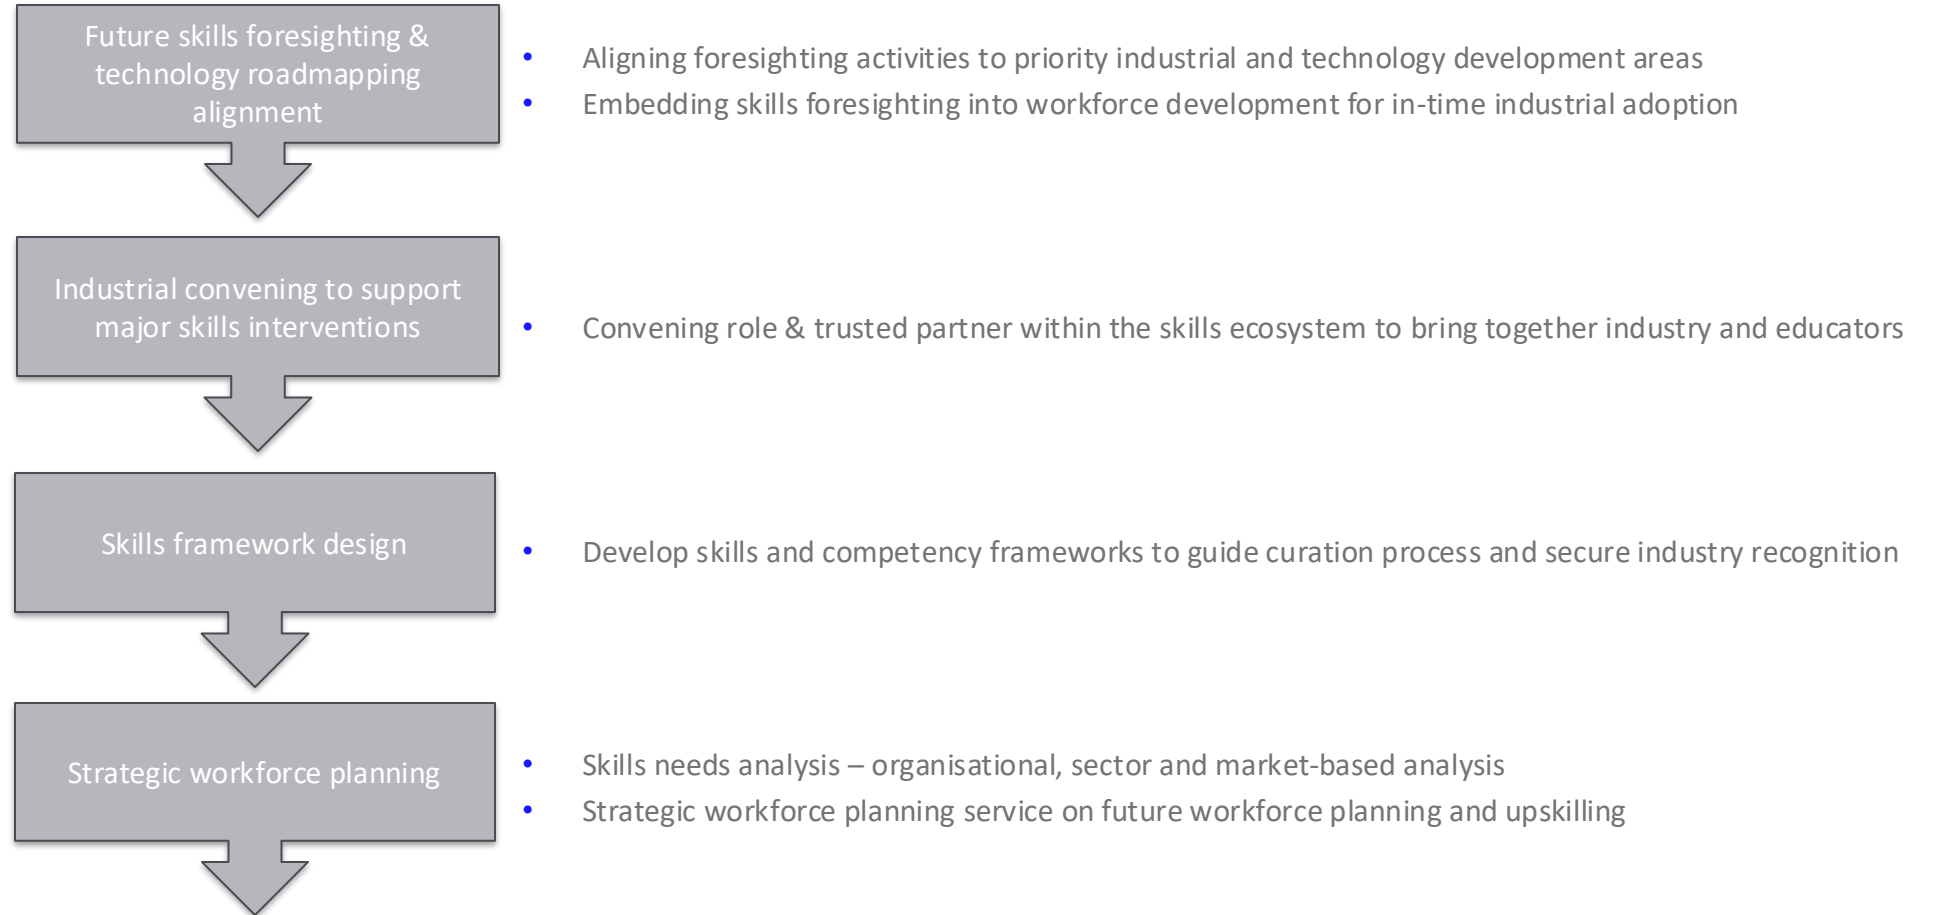 Future skills foresighting &
technology roadmapping
alignment
• Aligning foresighting activities to priority industrial and technology development areas
• Embedding skills foresighting into workforce development for in-time industrial adoption
Industrial convening to support
major skills interventions
• Convening role & trusted partner within the skills ecosystem to bring together industry and educators
Skills framework design
• Develop skills and competency frameworks to guide curation process and secure industry recognition
Strategic workforce planning
• Skills needs analysis – organisational, sector and market-based analysis
• Strategic workforce planning service on future workforce planning and upskilling